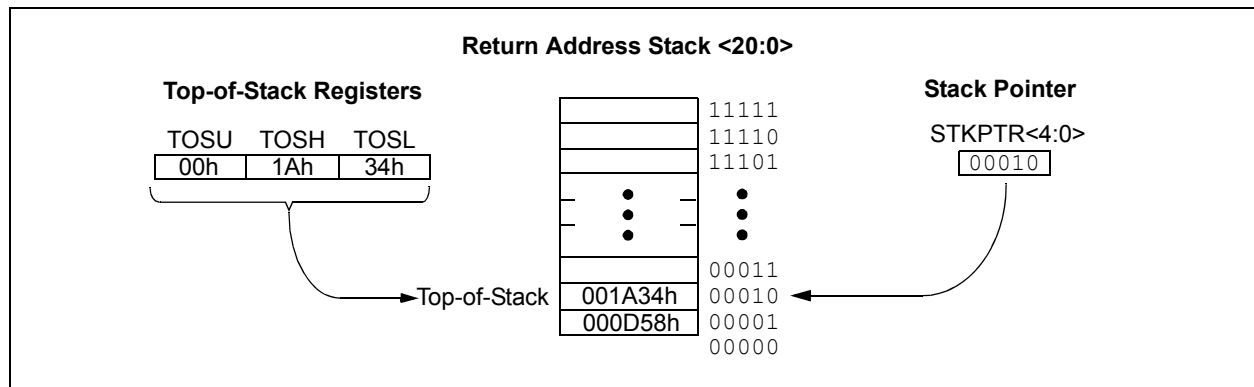 Return Address Stack <20:0>
Top-of-Stack Registers
Stack Pointer
TOSU TOSH TOSL
00h 1Ah 34h
STKPTR<4:0>
00010
11111
11110
11101
00011
Top-of-Stack 001A34h 00010
000D58h 00001
00000